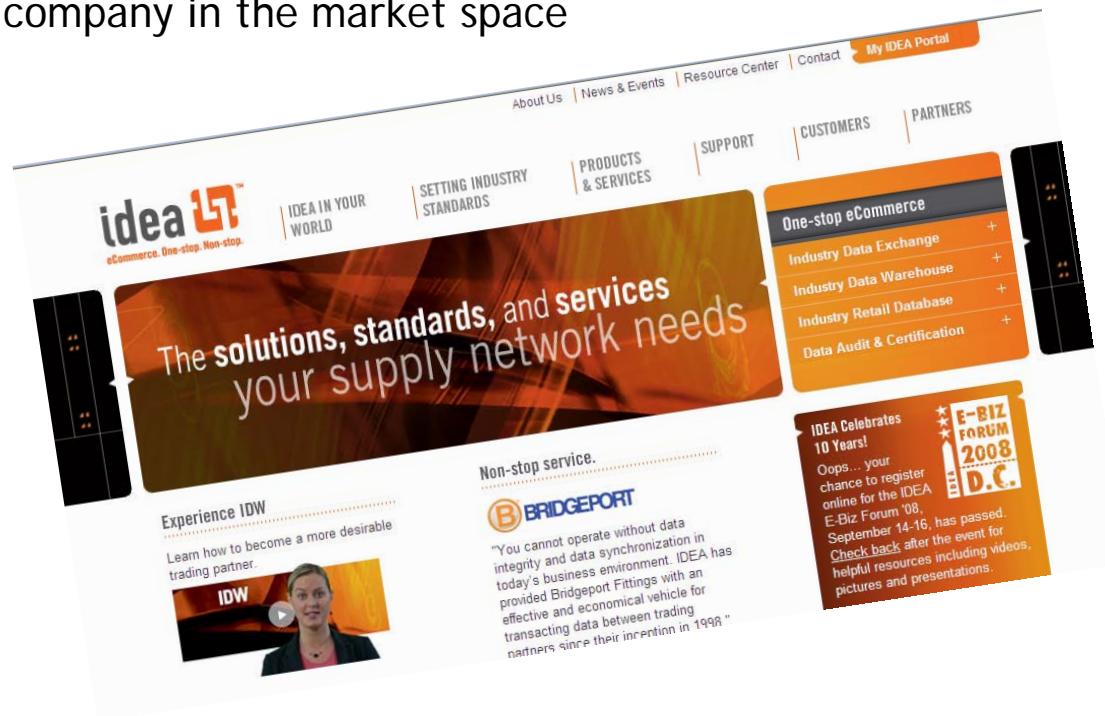 company in the market space
About Us | News & Events | Resource Center | Contact
My IDEA Portal
idea™
eCommerce. One-stop. Non-stop.
IDEA IN YOUR
WORLD
SETTING INDUSTRY
STANDARDS
PRODUCTS
& SERVICES
SUPPORT
CUSTOMERS
PARTNERS
The solutions, standards, and services
your supply network needs
One-stop eCommerce
Industry Data Exchange +
Industry Data Warehouse +
Industry Retail Database +
Data Audit & Certification +
Experience IDW
Learn how to become a more desirable
trading partner.
IDW
Non-stop service.
B BRIDGEPORT
"You cannot operate without data
integrity and data synchronization in
today's business environment. IDEA has
provided Bridgeport Fittings with an
effective and economical vehicle for
transacting data between trading
partners since their inception in 1998."
IDEA Celebrates
10 Years!
Oops... your
chance to register
online for the IDEA
E-Biz Forum '08,
September 14-16, has passed.
Check back after the event for
helpful resources including videos,
pictures and presentations.
IDEA
E-BIZ
FORUM
2008
D.C.